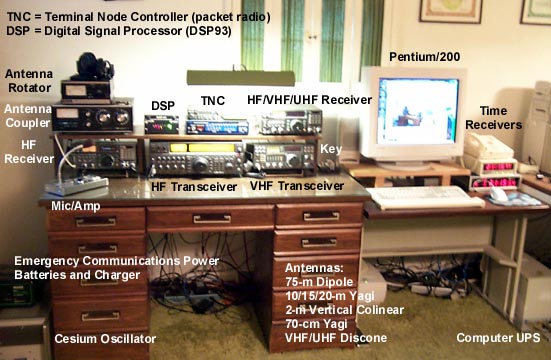 TNC = Terminal Node Controller (packet radio)
DSP = Digital Signal Processor (DSP93)
Pentium/200
Antenna
Rotator
Antenna
Coupler
DSP
TNC
HF/VHF/UHF Receiver
Time
Receivers
HF
Receiver
Key
HF Transceiver
VHF Transceiver
Mic/Amp
Emergency Communications Power
Batteries and Charger
Antennas:
75-m Dipole
10/15/20-m Yagi
2-m Vertical Colinear
70-cm Yagi
VHF/UHF Discone
Cesium Oscillator
Computer UPS